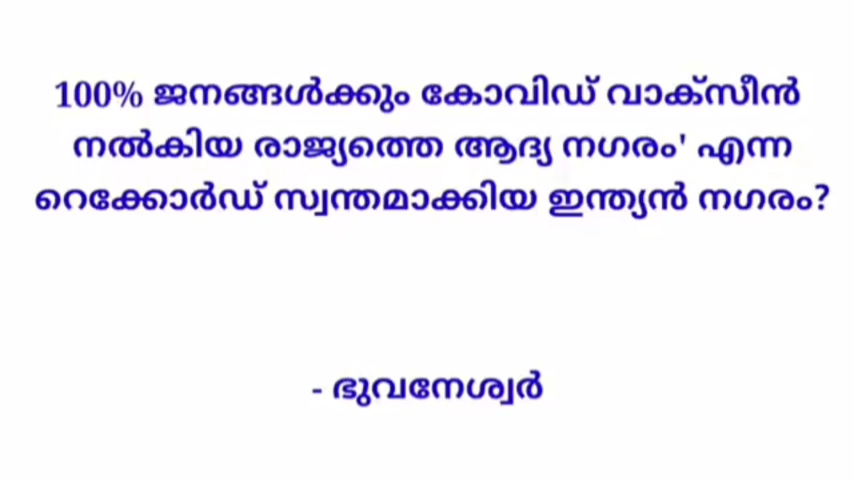 100% ജനങ്ങൾക്കും കോവിഡ് വാക്സീൻ
നൽകിയ രാജ്യത്തെ ആദ്യ നഗരം' എന്ന
റെക്കോർഡ് സ്വന്തമാക്കിയ ഇന്ത്യൻ നഗരം?
- ഭുവനേശ്വർ